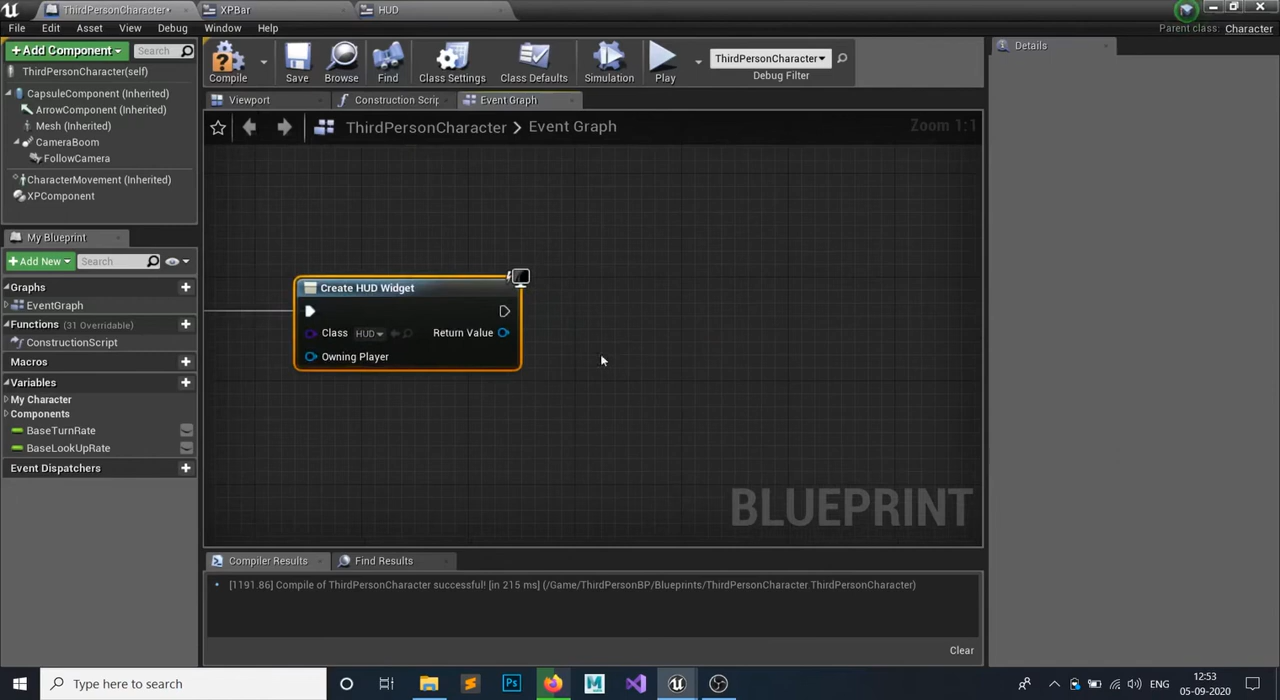 ThirdPersonCharacter*
XPBar
HUD
File
Edit
Asset
View
Debug
Window
Help
Parent class: Character
+ Add Component
Search
Compile
Save
Browse
Find
Class Settings
Class Defaults
Simulation
Play
ThirdPersonCharacter
Debug Filter
Details
ThirdPersonCharacter(self)
CapsuleComponent (Inherited)
ArrowComponent (Inherited)
Mesh (Inherited)
CameraBoom
FollowCamera
CharacterMovement (Inherited)
XPComponent
Viewport
Construction Scrip
Event Graph
ThirdPersonCharacter > Event Graph
Zoom 1:1
My Blueprint
+ Add New
Search
Graphs
EventGraph
Functions (31 Overridable)
ConstructionScript
Macros
Variables
My Character
Components
BaseTurnRate
BaseLookUpRate
Event Dispatchers
Create HUD Widget
Class HUD
Return Value
Owning Player
BLUEPRINT
Compiler Results
Find Results
[1191.86] Compile of ThirdPersonCharacter successful! [in 215 ms] (/Game/ThirdPersonBP/Blueprints/ThirdPersonCharacter.ThirdPersonCharacter)
Clear
Type here to search
Ps
M
ENG
12:53
05-09-2020